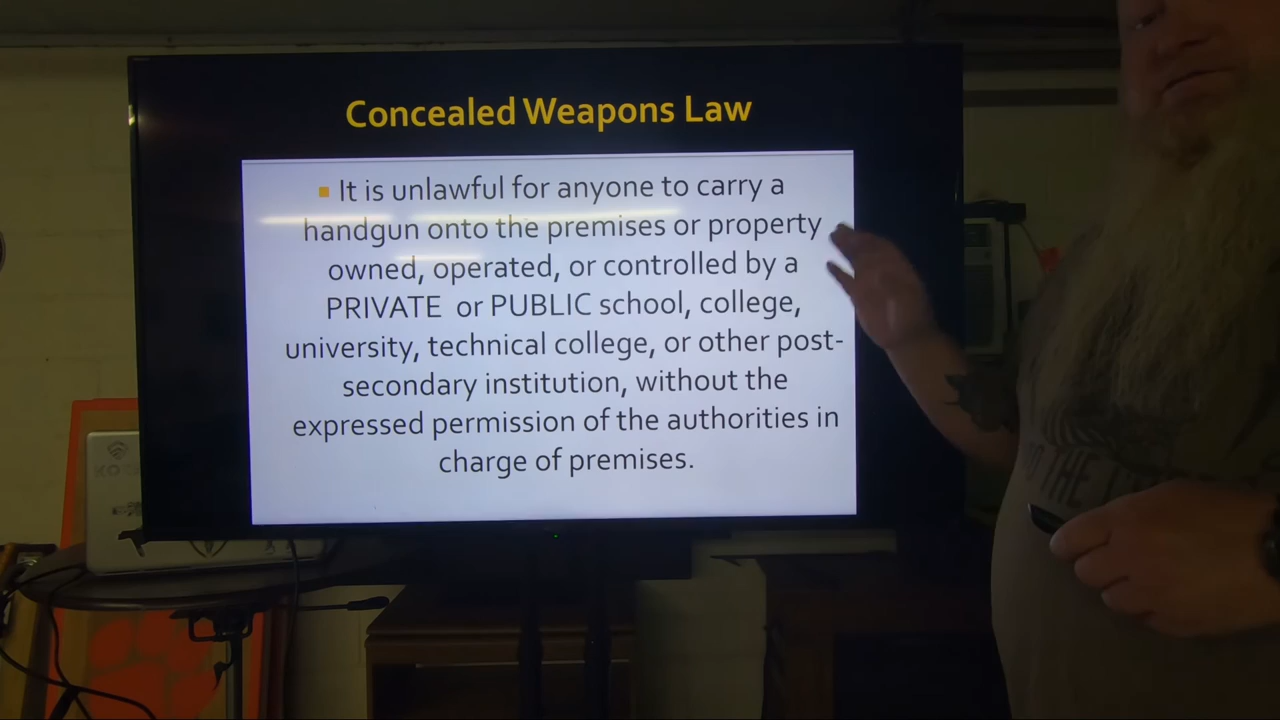 Concealed Weapons Law
▪ It is unlawful for anyone to carry a
handgun onto the premises or property
owned, operated, or controlled by a
PRIVATE or PUBLIC school, college,
university, technical college, or other post-
secondary institution, without the
expressed permission of the authorities in
charge of premises.
THE